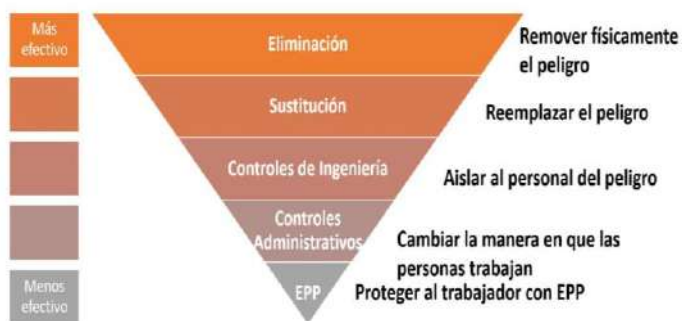 Más
efectivo
Eliminación
Remover físicamente
el peligro
Sustitución
Reemplazar el peligro
Controles de Ingeniería
Aislar al personal del peligro
Controles
Administrativos
Cambiar la manera en que las
personas trabajan
Menos
efectivo
EPP
Proteger al trabajador con EPP